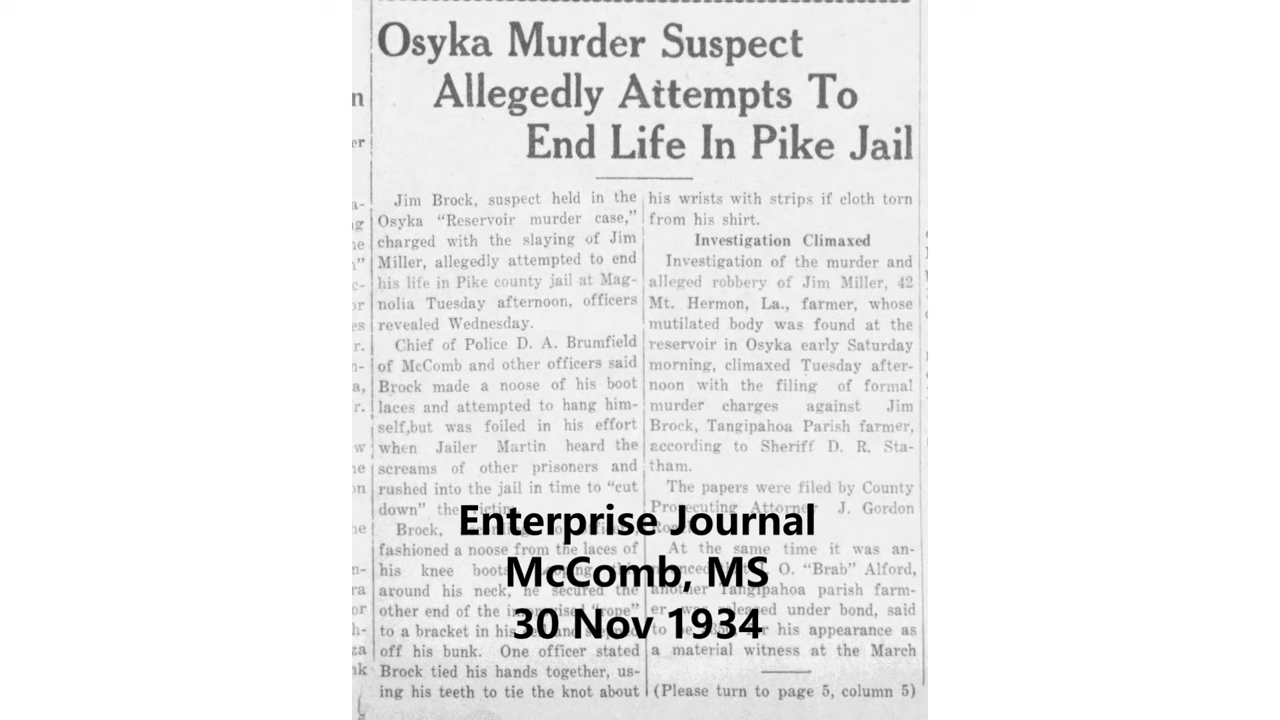 Osyka Murder Suspect
Allegedly Attempts To
End Life In Pike Jail
Jim Brock, suspect held in the
Osyka “Reservoir murder case,”
charged with the slaying of Jim
Miller, allegedly attempted to end
his life in Pike county jail at Mag-
nolia Tuesday afternoon, officers
revealed Wednesday.
Chief of Police D. A. Brumfield
of McComb and other officers said
Brock made a noose of his boot
laces and attempted to hang him-
self,but was foiled in his effort
when Jailer Martin heard the
screams of other prisoners and
rushed into the jail in time to “cut
down” the
Brock,
fashioned a noose from the laces of
his knee
around his neck, he secured the
other end of the “rope”
to a bracket in his
off his bunk. One officer stated
Brock tied his hands together, us-
ing his teeth to tie the knot about
his wrists with strips if cloth torn
from his shirt.
Investigation Climaxed
Investigation of the murder and
alleged robbery of Jim Miller, 42
Mt. Hermon, La., farmer, whose
mutilated body was found at the
reservoir in Osyka early Saturday
morning, climaxed Tuesday after-
noon with the filing of formal
murder charges against Jim
Brock, Tangipahoa Parish farmer,
according to Sheriff D. R. Sta-
tham.
The papers were filed by County
Prosecuting Attorney J. Gordon
At the same time it was an-
O. “Brab” Alford,
another Tangipahoa parish farm-
er, was released under bond, said
to be his appearance as
a material witness at the March
(Please turn to page 5, column 5)
Enterprise Journal
McComb, MS
30 Nov 1934